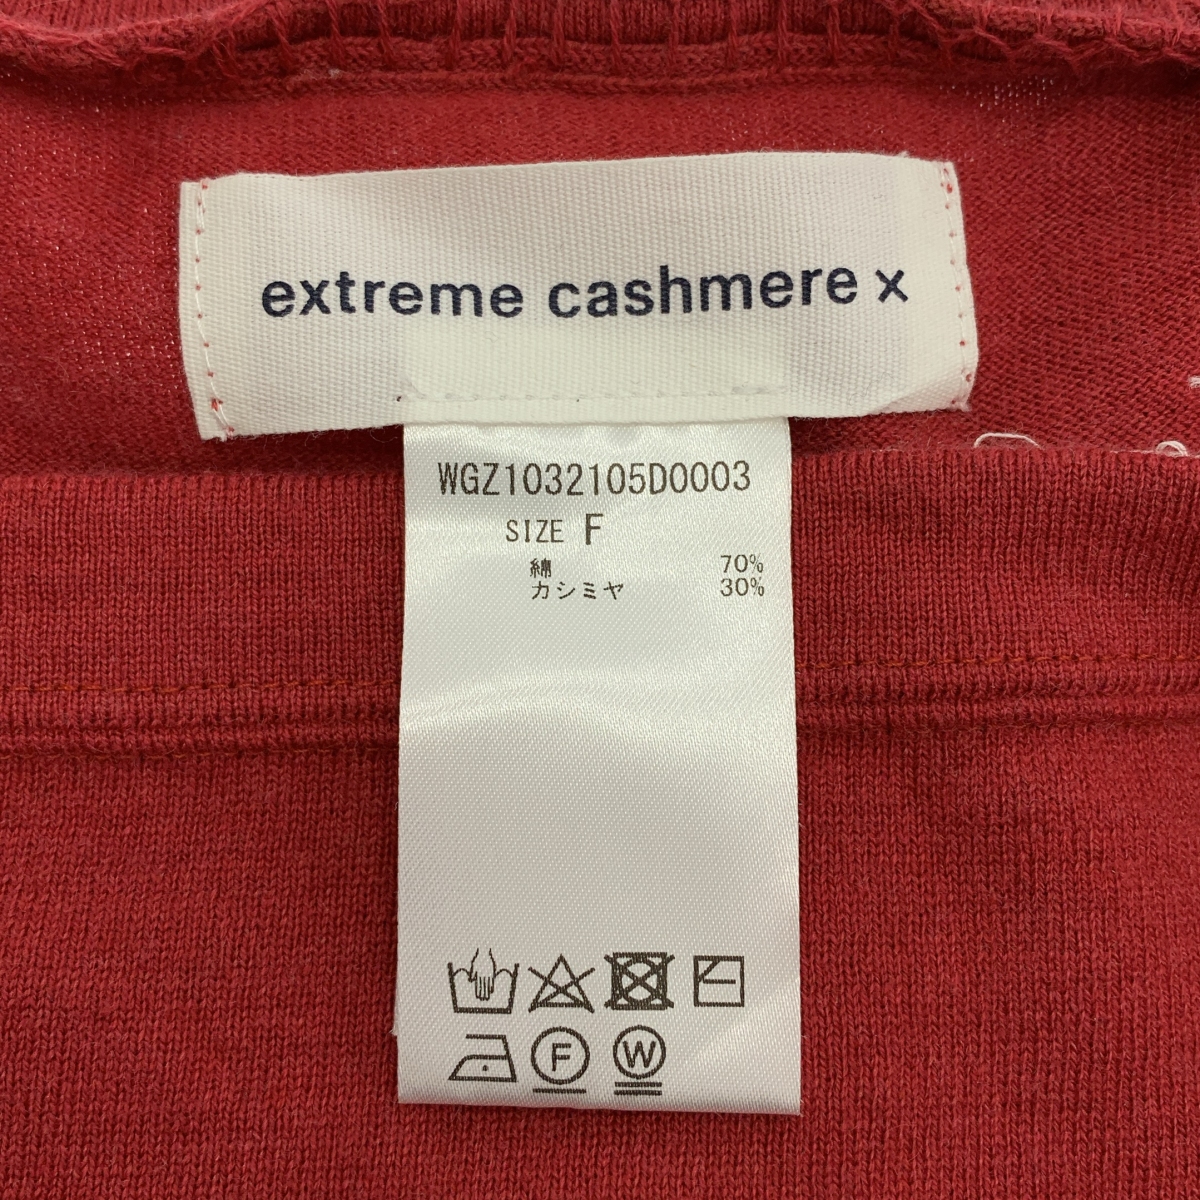 extreme cashmere x
WGZ1032105D0003
SIZE F
綿 70%
カシミヤ 30%
F W